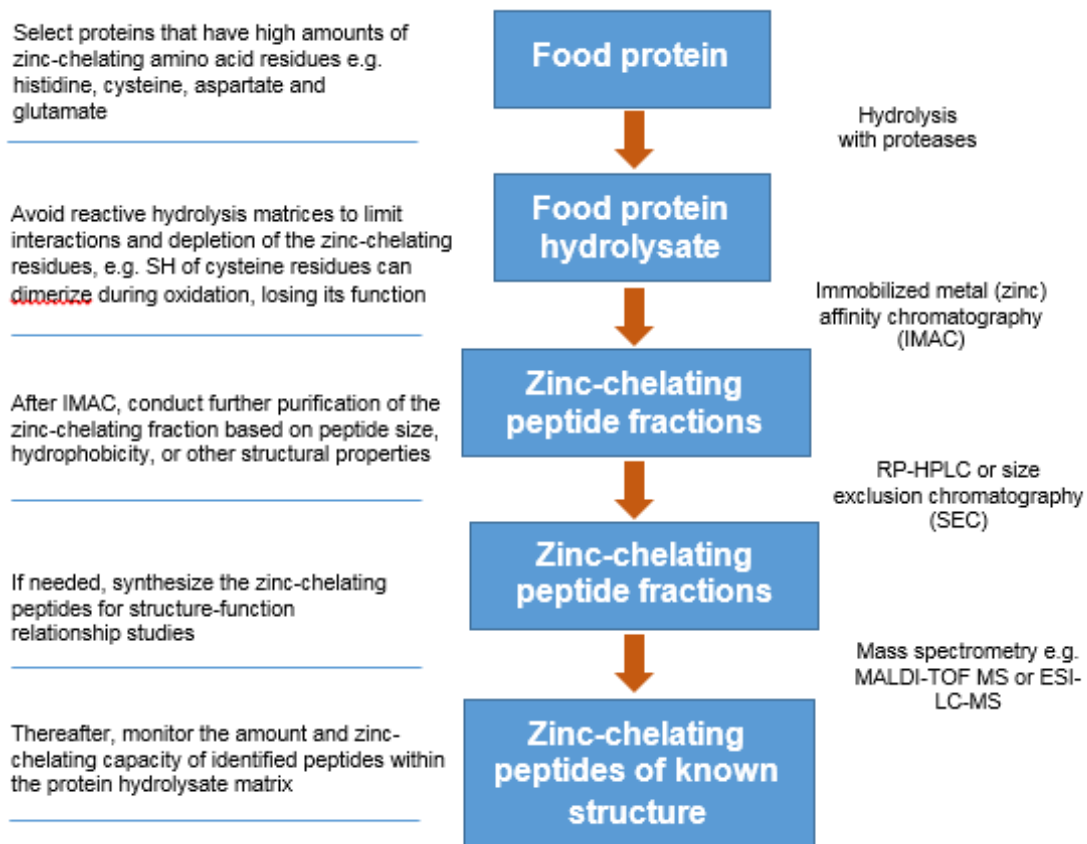 Select proteins that have high amounts of
zinc-chelating amino acid residues e.g.
histidine, cysteine, aspartate and
glutamate
Food protein
Hydrolysis
with proteases
Avoid reactive hydrolysis matrices to limit
interactions and depletion of the zinc-chelating
residues, e.g. SH of cysteine residues can
dimerize during oxidation, losing its function
Food protein
hydrolysate
Immobilized metal (zinc)
affinity chromatography
(IMAC)
After IMAC, conduct further purification of the
zinc-chelating fraction based on peptide size,
hydrophobicity, or other structural properties
Zinc-chelating
peptide fractions
RP-HPLC or size
exclusion chromatography
(SEC)
If needed, synthesize the zinc-chelating
peptides for structure-function
relationship studies
Zinc-chelating
peptide fractions
Mass spectrometry e.g.
MALDI-TOF MS or ESI-
LC-MS
Thereafter, monitor the amount and zinc-
chelating capacity of identified peptides within
the protein hydrolysate matrix
Zinc-chelating
peptides of known
structure